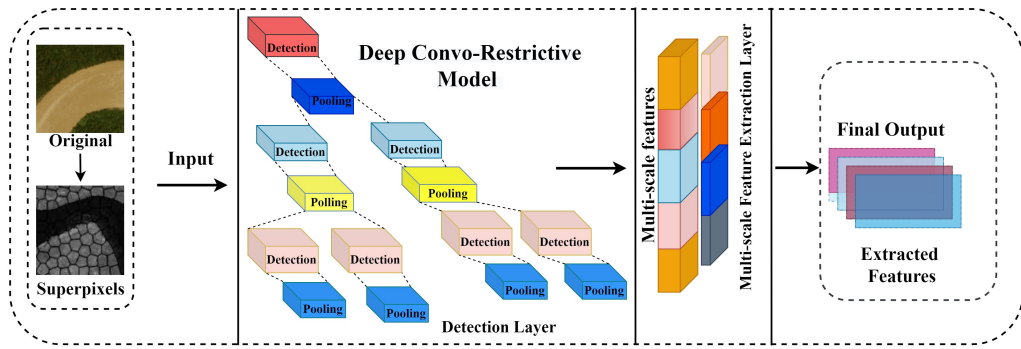 Original
Superpixels
Input
Deep Convo-Restrictive
Model
Detection
Pooling
Detection
Detection
Polling
Pooling
Detection
Detection
Detection
Detection
Pooling
Pooling
Pooling
Pooling
Detection Layer
Multi-scale features
Multi-scale Feature Extraction Layer
Final Output
Extracted
Features